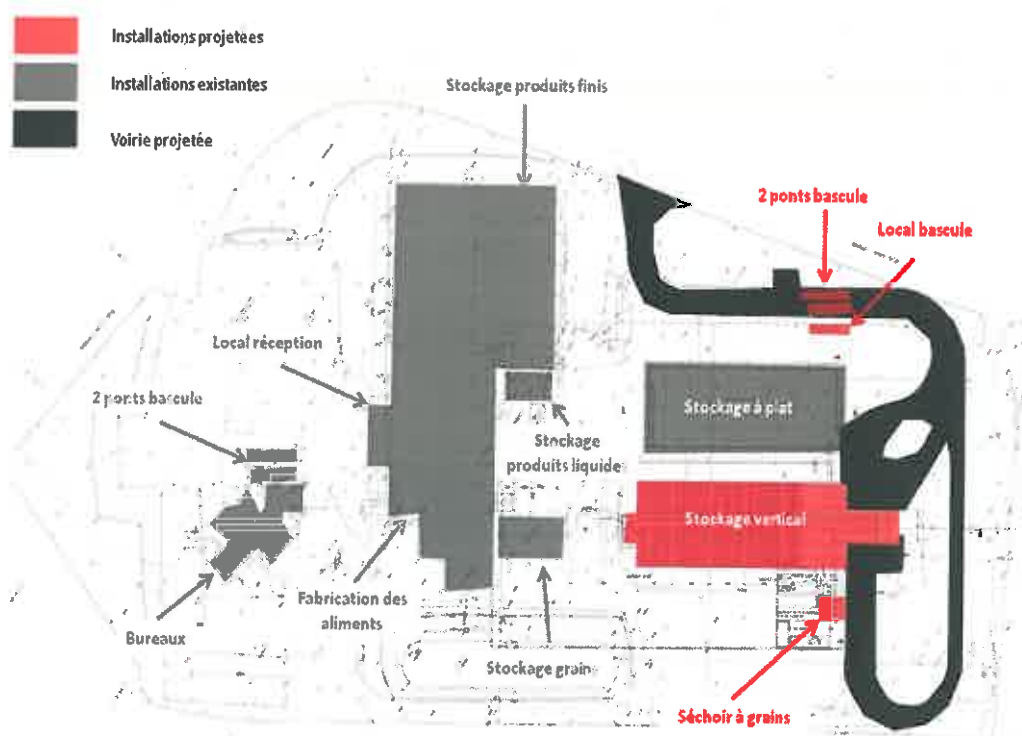 Installations projetées
Installations existantes
Voirie projetée
Stockage produits finis
2 ponts bascule
Local bascule
Local réception
2 ponts bascule
Stockage à plat
Stockage
produits liquide
Stockage vertical
Fabrication des
aliments
Bureaux
Stockage grain
Séchoir à grains